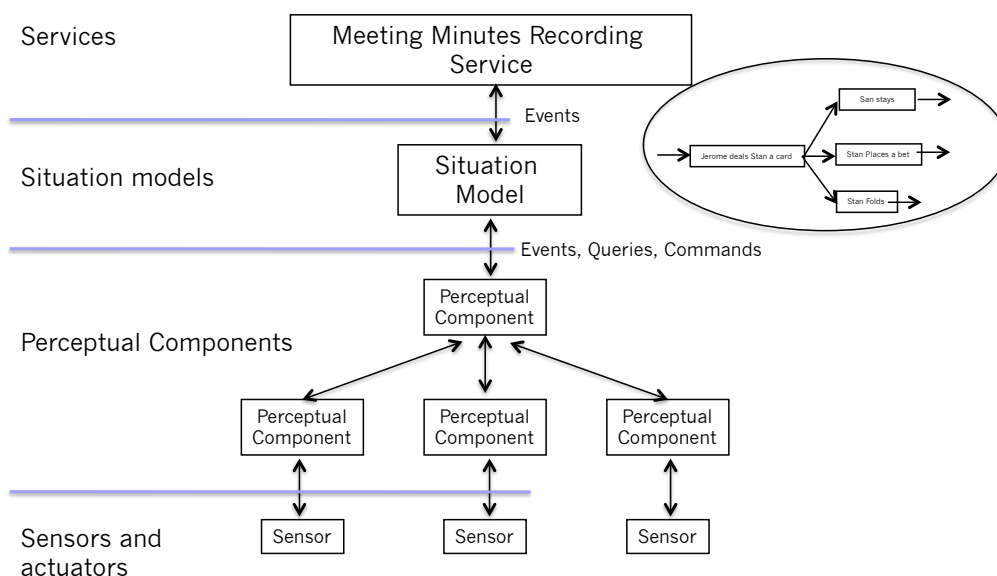 Services
Meeting Minutes Recording
Service
Events
San stays
Jerome deals Stan a card
Stan Places a bet
Stan Folds
Situation models
Situation
Model
Events, Queries, Commands
Perceptual
Component
Perceptual Components
Perceptual
Component
Perceptual
Component
Perceptual
Component
Sensors and
actuators
Sensor
Sensor
Sensor